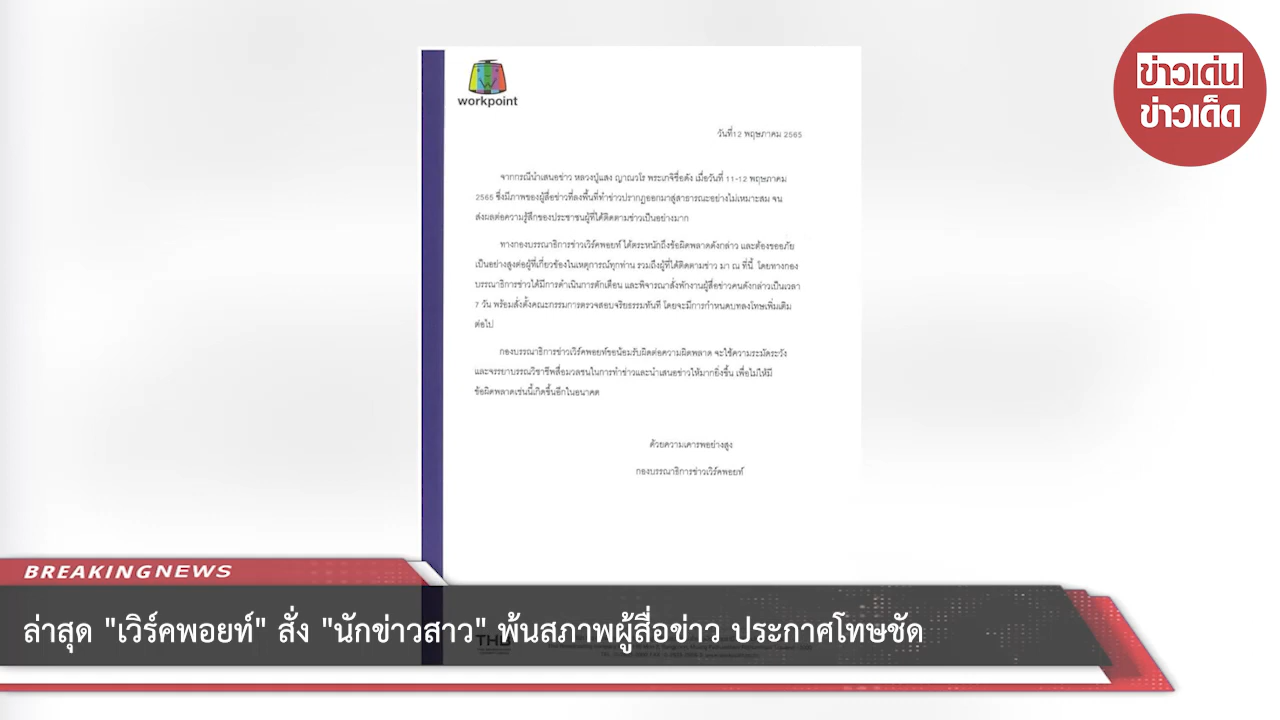 ข่าวเด่น
ข่าวเด็ด
workpoint
วันที่12 พฤษภาคม 2565
จากกรณีนำเสนอข่าว หลวงปู่แสง ญาณวโร พระเกจิชื่อดัง เมื่อวันที่ 11-12 พฤษภาคม
2565 ซึ่งมีภาพของผู้สื่อข่าวที่ลงพื้นที่ทำข่าวปรากฏออกมาสู่สาธารณะอย่างไม่เหมาะสม จน
ส่งผลต่อความรู้สึกของประชาชนผู้ที่ได้ติดตามข่าวเป็นอย่างมาก
ทางกองบรรณาธิการข่าวเวิร์คพอยท์ ได้ตระหนักถึงข้อผิดพลาดดังกล่าว และต้องขออภัย
เป็นอย่างสูงต่อผู้ที่เกี่ยวข้องในเหตุการณ์ทุกท่าน รวมถึงผู้ที่ได้ติดตามข่าว มา ณ ที่นี้ โดยทางกอง
บรรณาธิการข่าวได้มีการดำเนินการตักเตือน และพิจารณาสั่งพักงานผู้สื่อข่าวคนดังกล่าวเป็นเวลา
7 วัน พร้อมสั่งตั้งคณะกรรมการตรวจสอบจริยธรรมทันที โดยจะมีการกำหนดบทลงโทษเพิ่มเติม
ต่อไป
กองบรรณาธิการข่าวเวิร์คพอยท์ขอน้อมรับผิดต่อความผิดพลาด จะใช้ความระมัดระวัง
และจรรยาบรรณวิชาชีพสื่อมวลชนในการทำข่าวและนำเสนอข่าวให้มากยิ่งขึ้น เพื่อไม่ให้มี
ข้อผิดพลาดเช่นนี้เกิดขึ้นอีกในอนาคต
ด้วยความเคารพอย่างสูง
กองบรรณาธิการข่าวเวิร์คพอยท์
BREAKINGNEWS
ล่าสุด "เวิร์คพอยท์" สั่ง "นักข่าวสาว" พ้นสภาพผู้สื่อข่าว ประกาศโทษชัด